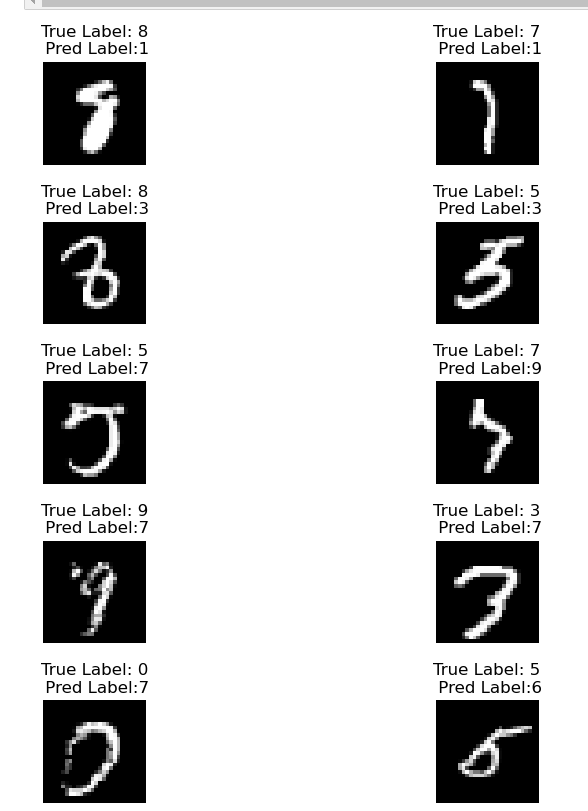 True Label: 8
Pred Label:1
True Label: 7
Pred Label:1
True Label: 8
Pred Label:3
True Label: 5
Pred Label:3
True Label: 5
Pred Label:7
True Label: 7
Pred Label:9
True Label: 9
Pred Label:7
True Label: 3
Pred Label:7
True Label: 0
Pred Label:7
True Label: 5
Pred Label:6